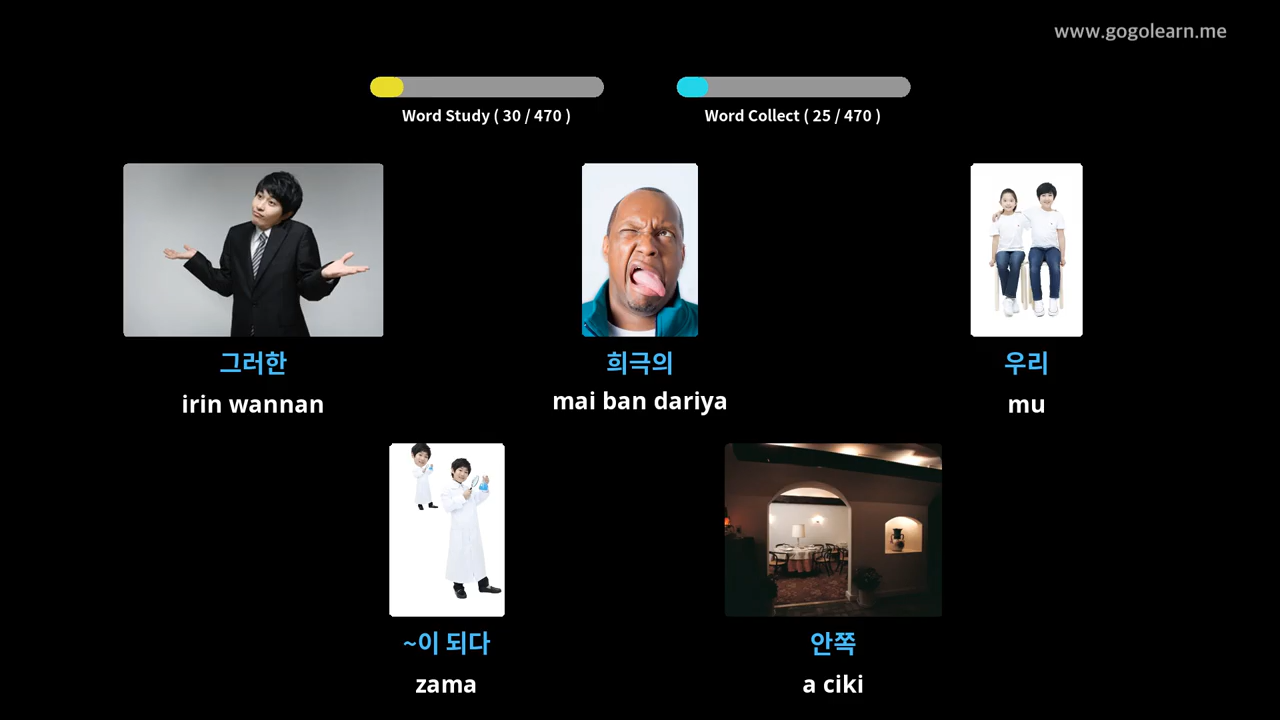 www.gogolearn.me
Word Study ( 30 / 470 )
Word Collect ( 25 / 470 )
그러한
irin wannan
희극의
mai ban dariya
우리
mu
~이 되다
zama
안쪽
a ciki